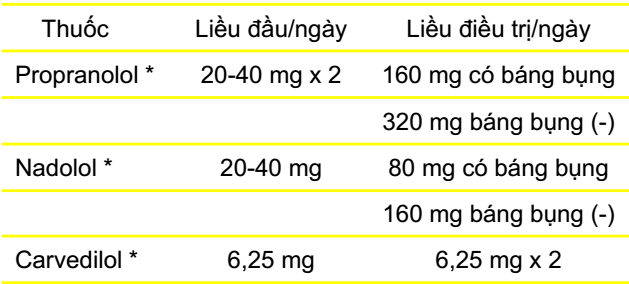 Thuốc Liều đầu/ngày Liều điều trị/ngày
Propranolol * 20-40 mg x 2 160 mg có báng bụng
320 mg báng bụng (-)
Nadolol * 20-40 mg 80 mg có báng bụng
160 mg báng bụng (-)
Carvedilol * 6,25 mg 6,25 mg x 2